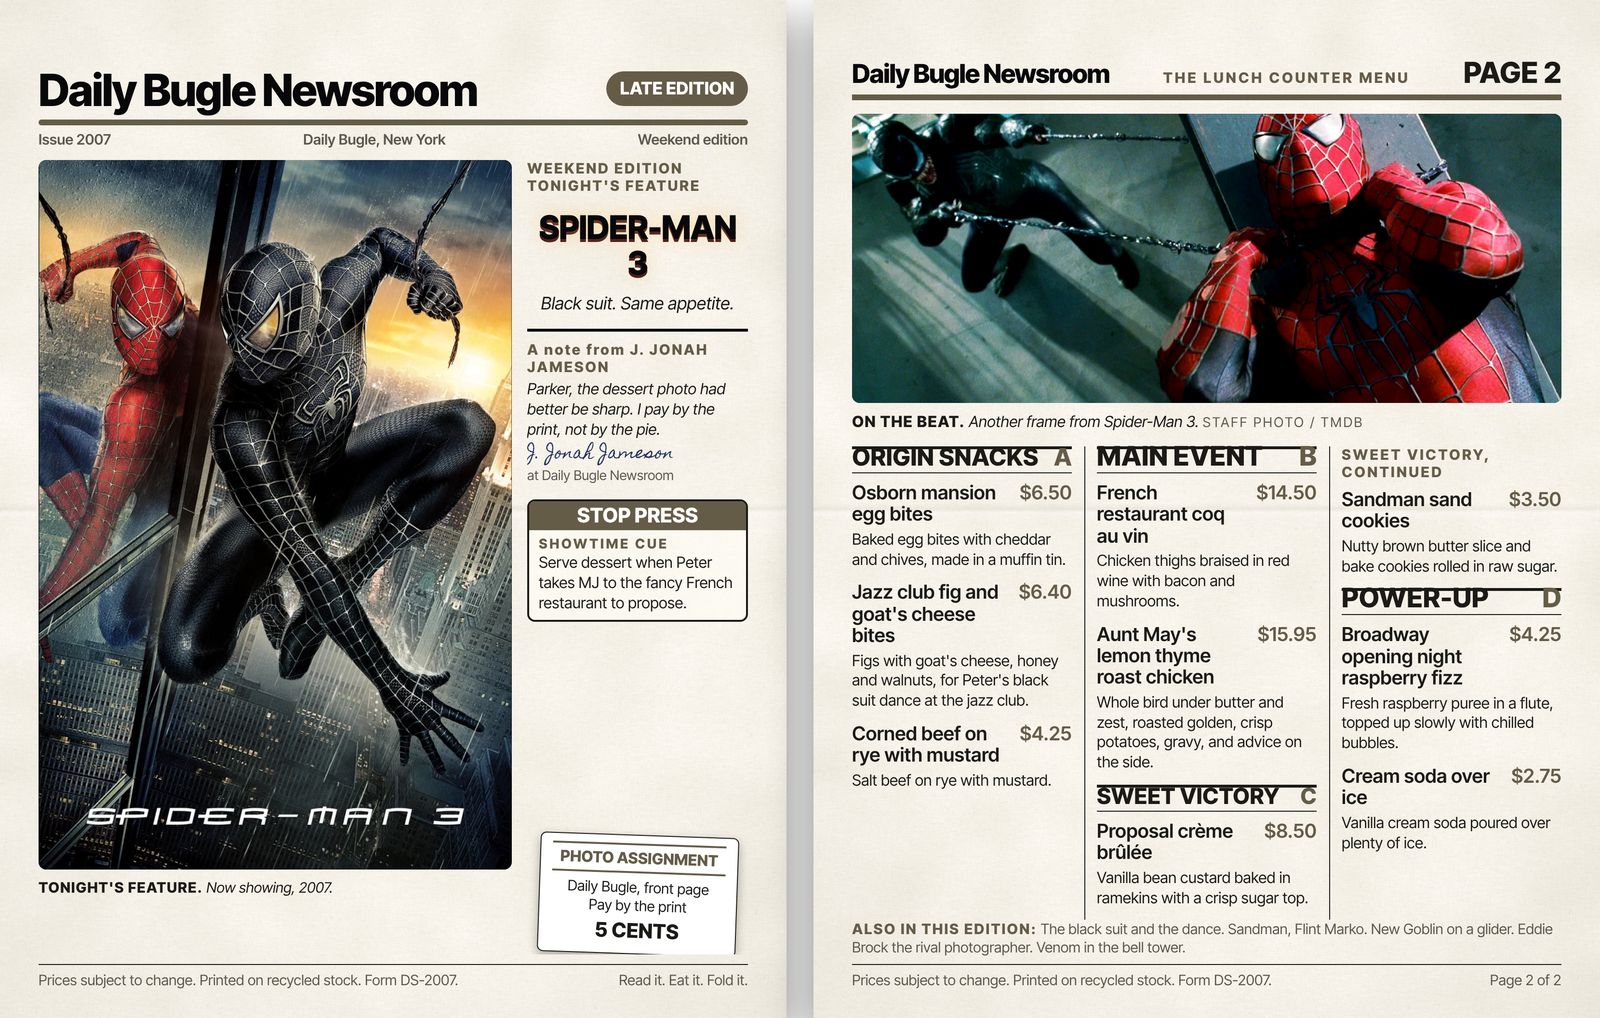 Daily Bugle Newsroom
LATE EDITION
Issue 2007
Daily Bugle, New York
Weekend edition
SPIDER-MAN 3
TONIGHT'S FEATURE. Now showing, 2007.
WEEKEND EDITION
TONIGHT'S FEATURE
SPIDER-MAN
3
Black suit. Same appetite.
A note from J. JONAH
JAMESON
Parker, the dessert photo had
better be sharp. I pay by the
print, not by the pie.
J. Jonah Jameson
at Daily Bugle Newsroom
STOP PRESS
SHOWTIME CUE
Serve dessert when Peter
takes MJ to the fancy French
restaurant to propose.
PHOTO ASSIGNMENT
Daily Bugle, front page
Pay by the print
5 CENTS
Prices subject to change. Printed on recycled stock. Form DS-2007.
Read it. Eat it. Fold it.
Daily Bugle Newsroom
THE LUNCH COUNTER MENU
PAGE 2
ON THE BEAT. Another frame from Spider-Man 3. STAFF PHOTO / TMDB
ORIGIN SNACKS A
Osborn mansion $6.50
egg bites
Baked egg bites with cheddar
and chives, made in a muffin tin.
Jazz club fig and $6.40
goat's cheese
bites
Figs with goat's cheese, honey
and walnuts, for Peter's black
suit dance at the jazz club.
Corned beef on $4.25
rye with mustard
Salt beef on rye with mustard.
MAIN EVENT B
French $14.50
restaurant coq
au vin
Chicken thighs braised in red
wine with bacon and
mushrooms.
Aunt May's $15.95
lemon thyme
roast chicken
Whole bird under butter and
zest, roasted golden, crisp
potatoes, gravy, and advice on
the side.
SWEET VICTORY C
Proposal crème $8.50
brûlée
Vanilla bean custard baked in
ramekins with a crisp sugar top.
SWEET VICTORY,
CONTINUED
Sandman sand $3.50
cookies
Nutty brown butter slice and
bake cookies rolled in raw sugar.
POWER-UP D
Broadway $4.25
opening night
raspberry fizz
Fresh raspberry puree in a flute,
topped up slowly with chilled
bubbles.
Cream soda over $2.75
ice
Vanilla cream soda poured over
plenty of ice.
ALSO IN THIS EDITION: The black suit and the dance. Sandman, Flint Marko. New Goblin on a glider. Eddie
Brock the rival photographer. Venom in the bell tower.
Prices subject to change. Printed on recycled stock. Form DS-2007.
Page 2 of 2